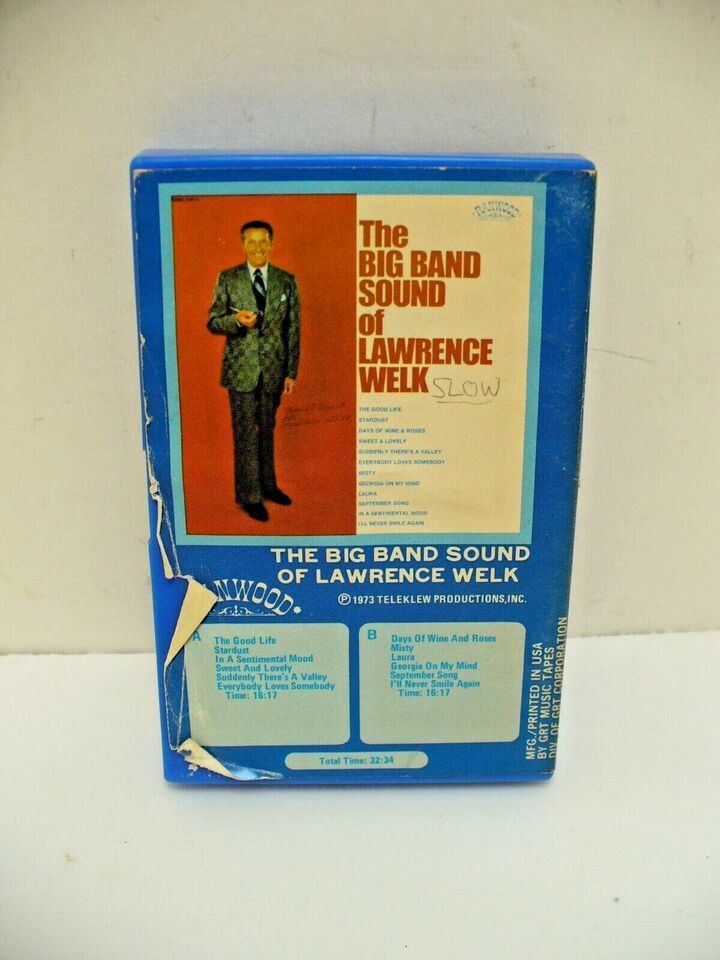 RANWOOD
The
BIG BAND
SOUND
of
LAWRENCE
WELK SLOW
THE GOOD LIFE
STARDUST
DAYS OF WINE & ROSES
SWEET & LOVELY
SUDDENLY THERE'S A VALLEY
EVERYBODY LOVES SOMEBODY
MISTY
GEORGIA ON MY MIND
LAURA
SEPTEMBER SONG
IN A SENTIMENTAL MOOD
I'LL NEVER SMILE AGAIN
THE BIG BAND SOUND
OF LAWRENCE WELK
Ⓟ 1973 TELEKLEW PRODUCTIONS, INC.
ANWOOD
A
The Good Life
Stardust
In A Sentimental Mood
Sweet And Lovely
Suddenly There's A Valley
Everybody Loves Somebody
Time: 16:17
B
Days Of Wine And Roses
Misty
Laura
Georgia On My Mind
September Song
I'll Never Smile Again
Time: 16:17
Total Time: 32:34
MFG./PRINTED IN USA
BY GRT MUSIC TAPES
DIV. OF GRT CORPORATION